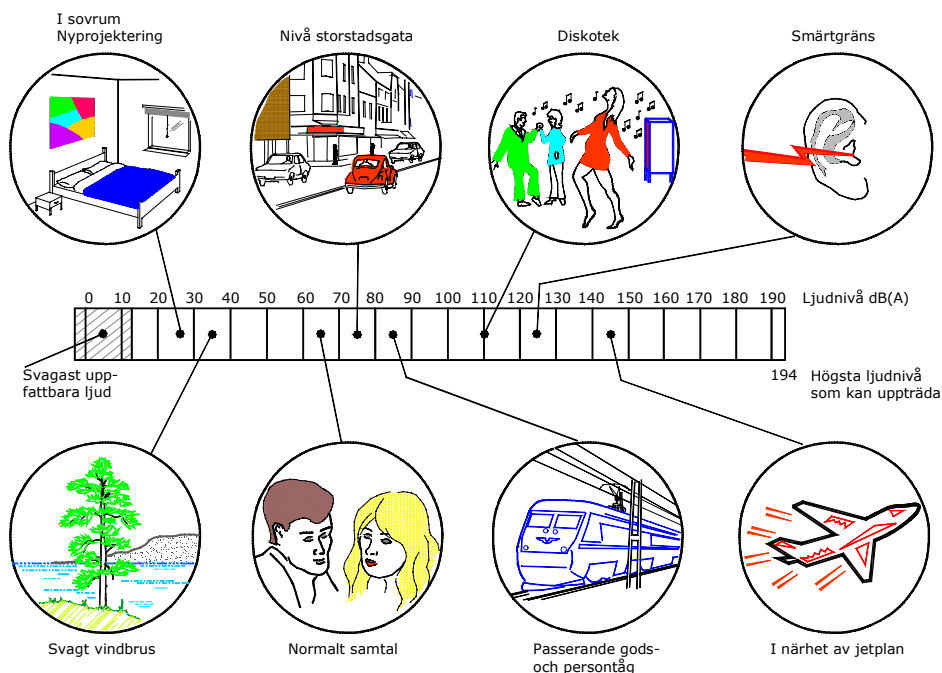 I sovrum
Nyprojektering
Nivå storstadsgata
Diskotek
Smärtgräns
0 10 20 30 40 50 60 70 80 90 100 110 120 130 140 150 160 170 180 190 Ljudnivå dB(A)
Svagast upp-
fattbara ljud
194 Högsta ljudnivå
som kan uppträda
Svagt vindbrus
Normalt samtal
Passerande gods-
och persontåg
I närhet av jetplan